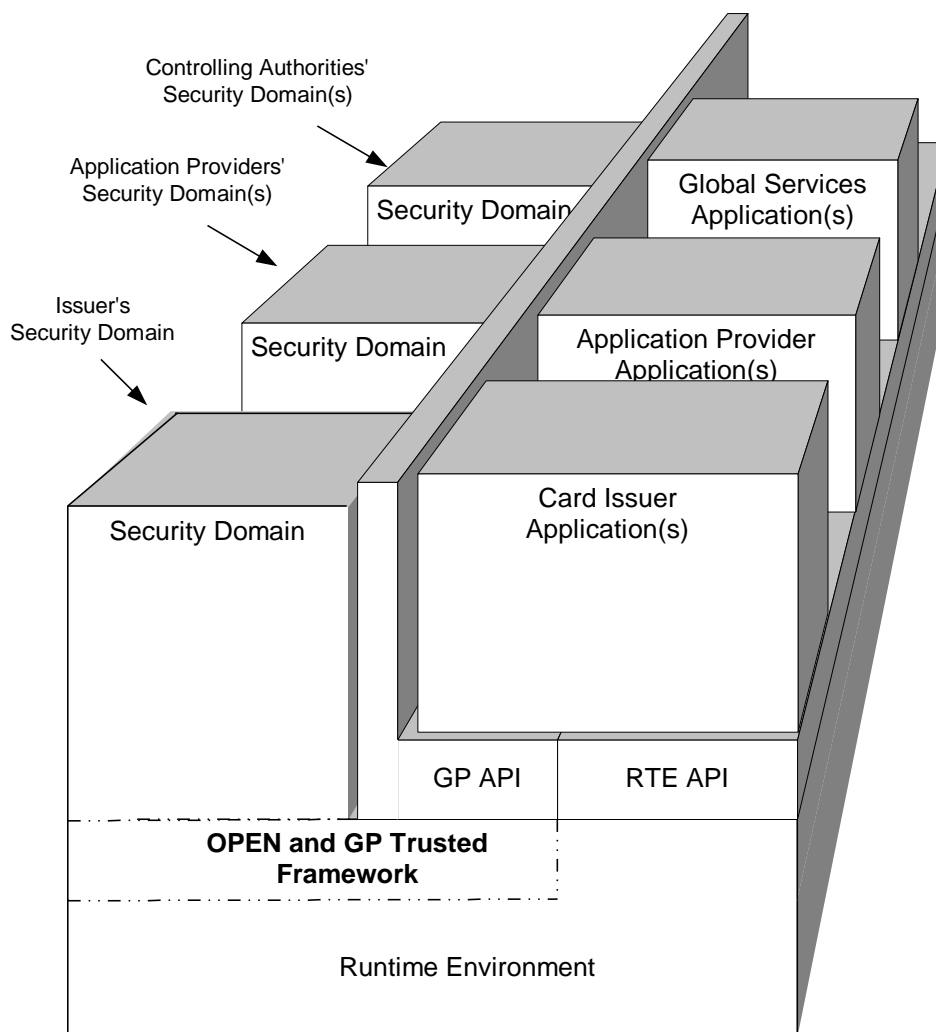 Controlling Authorities'
Security Domain(s)
Application Providers'
Security Domain(s)
Issuer's
Security Domain
Security Domain
Security Domain
Security Domain
Global Services
Application(s)
Application Provider
Application(s)
Card Issuer
Application(s)
GP API
RTE API
OPEN and GP Trusted
Framework
Runtime Environment